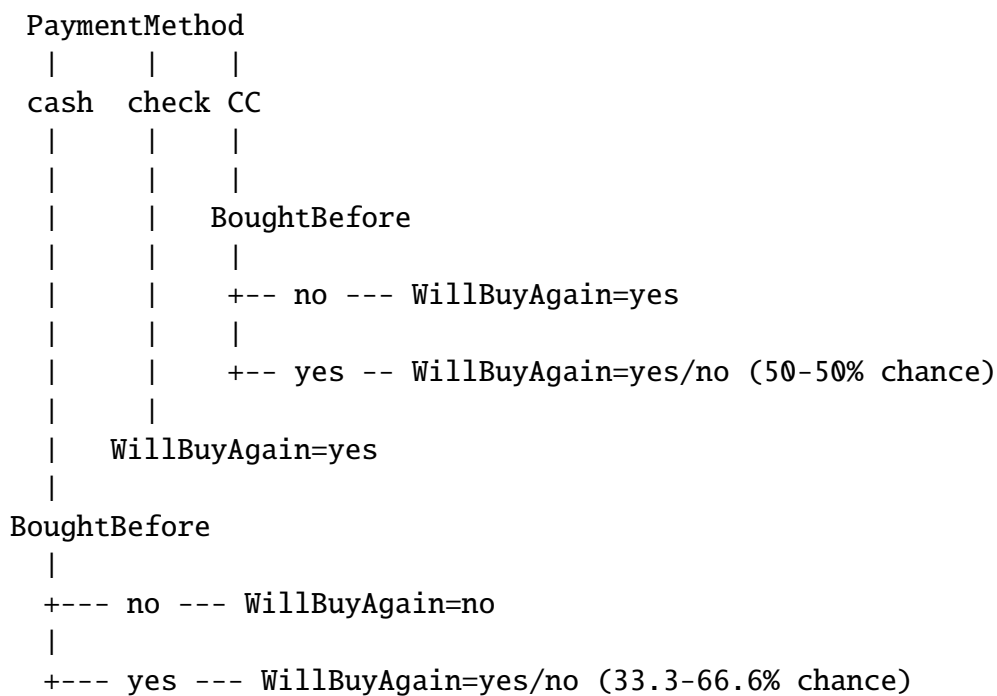 PaymentMethod
| | |
cash check CC
| | |
| | |
| | BoughtBefore
| | |
| | +-- no --- WillBuyAgain=yes
| | |
| | +-- yes -- WillBuyAgain=yes/no (50-50% chance)
| |
| WillBuyAgain=yes
|
BoughtBefore
|
+--- no --- WillBuyAgain=no
|
+--- yes --- WillBuyAgain=yes/no (33.3-66.6% chance)